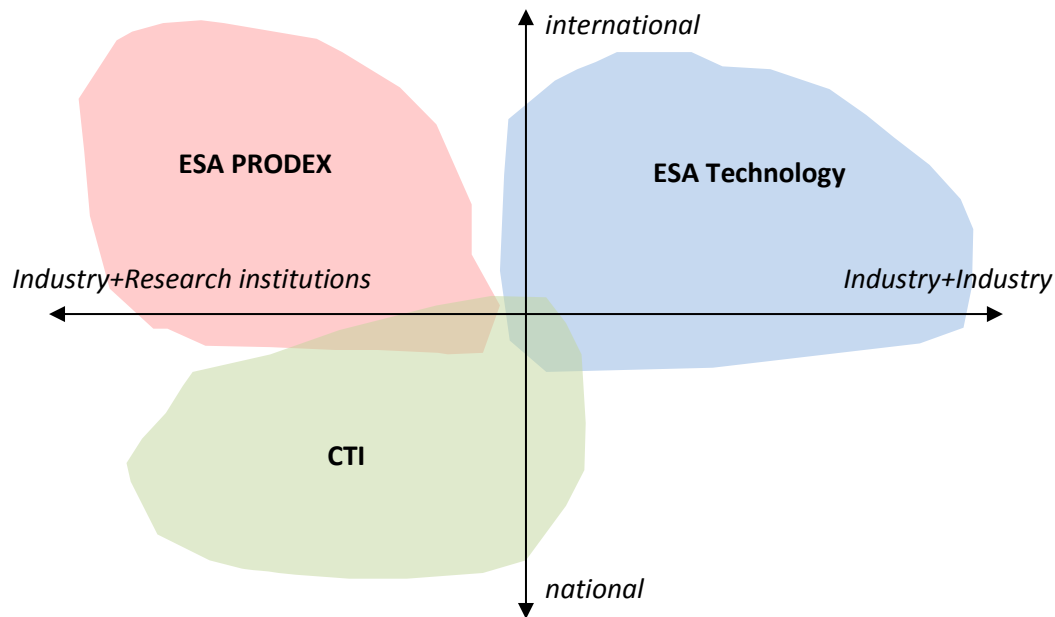 international
ESA PRODEX
ESA Technology
Industry+Research institutions
Industry+Industry
CTI
national